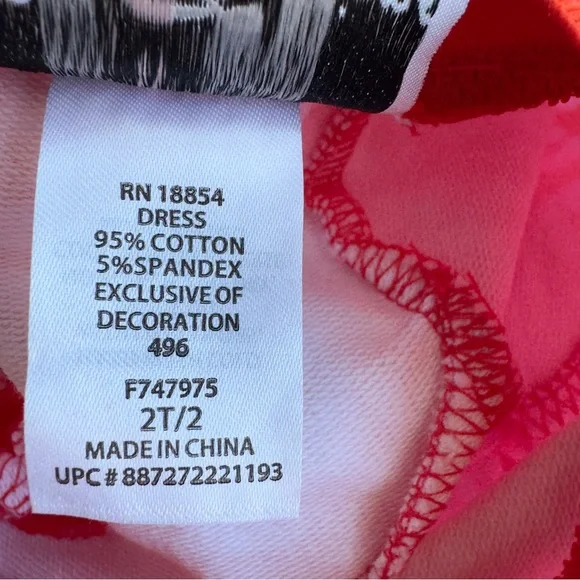 RN 18854
DRESS
95% COTTON
5%SPANDEX
EXCLUSIVE OF
DECORATION
496
F747975
2T/2
MADE IN CHINA
UPC # 887272221193